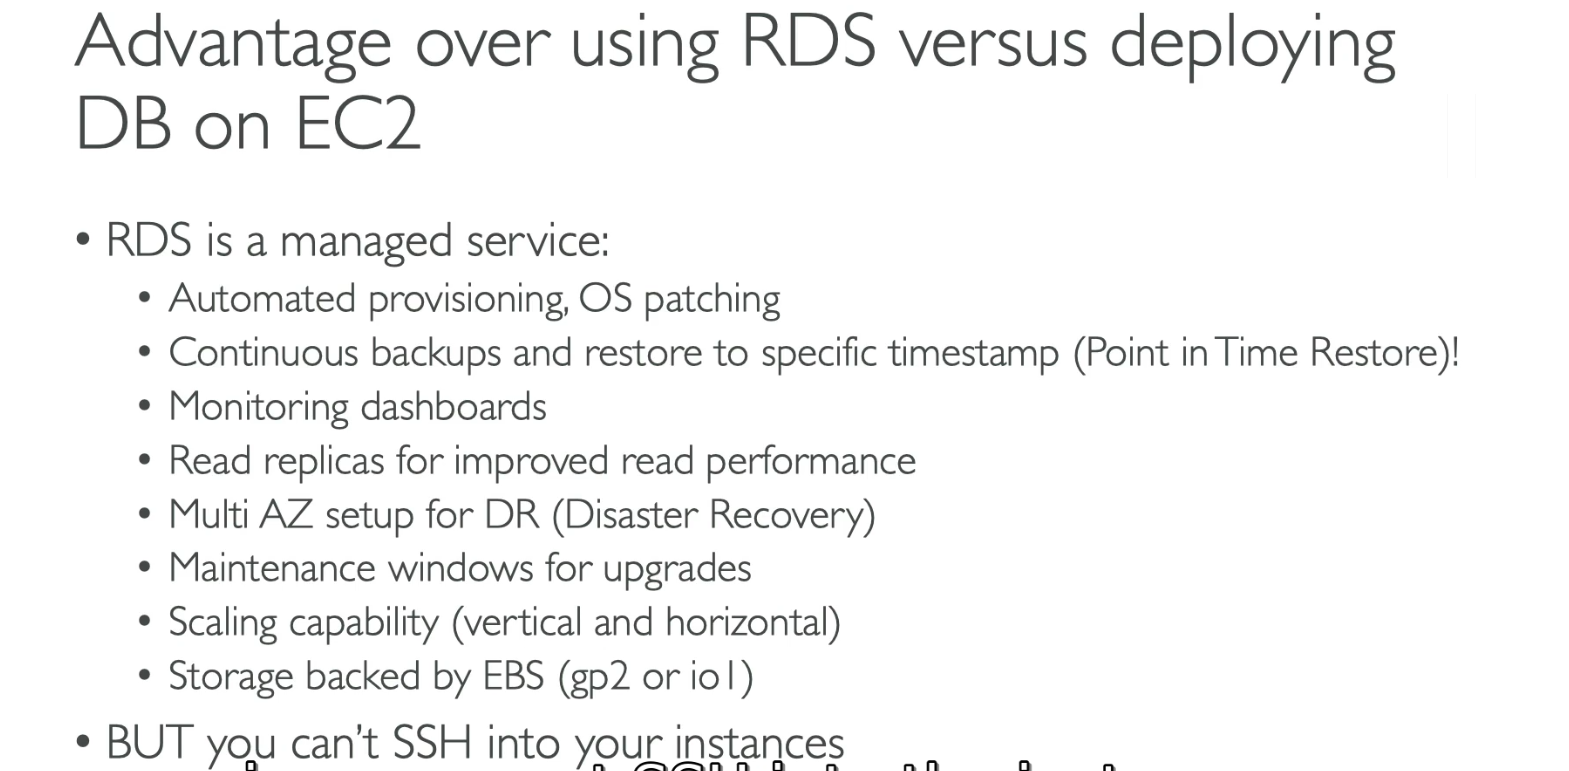 Advantage over using RDS versus deploying
DB on EC2
• RDS is a managed service:
• Automated provisioning, OS patching
• Continuous backups and restore to specific timestamp (Point in Time Restore)!
• Monitoring dashboards
• Read replicas for improved read performance
• Multi AZ setup for DR (Disaster Recovery)
• Maintenance windows for upgrades
• Scaling capability (vertical and horizontal)
• Storage backed by EBS (gp2 or io1)
• BUT you can't SSH into your instances